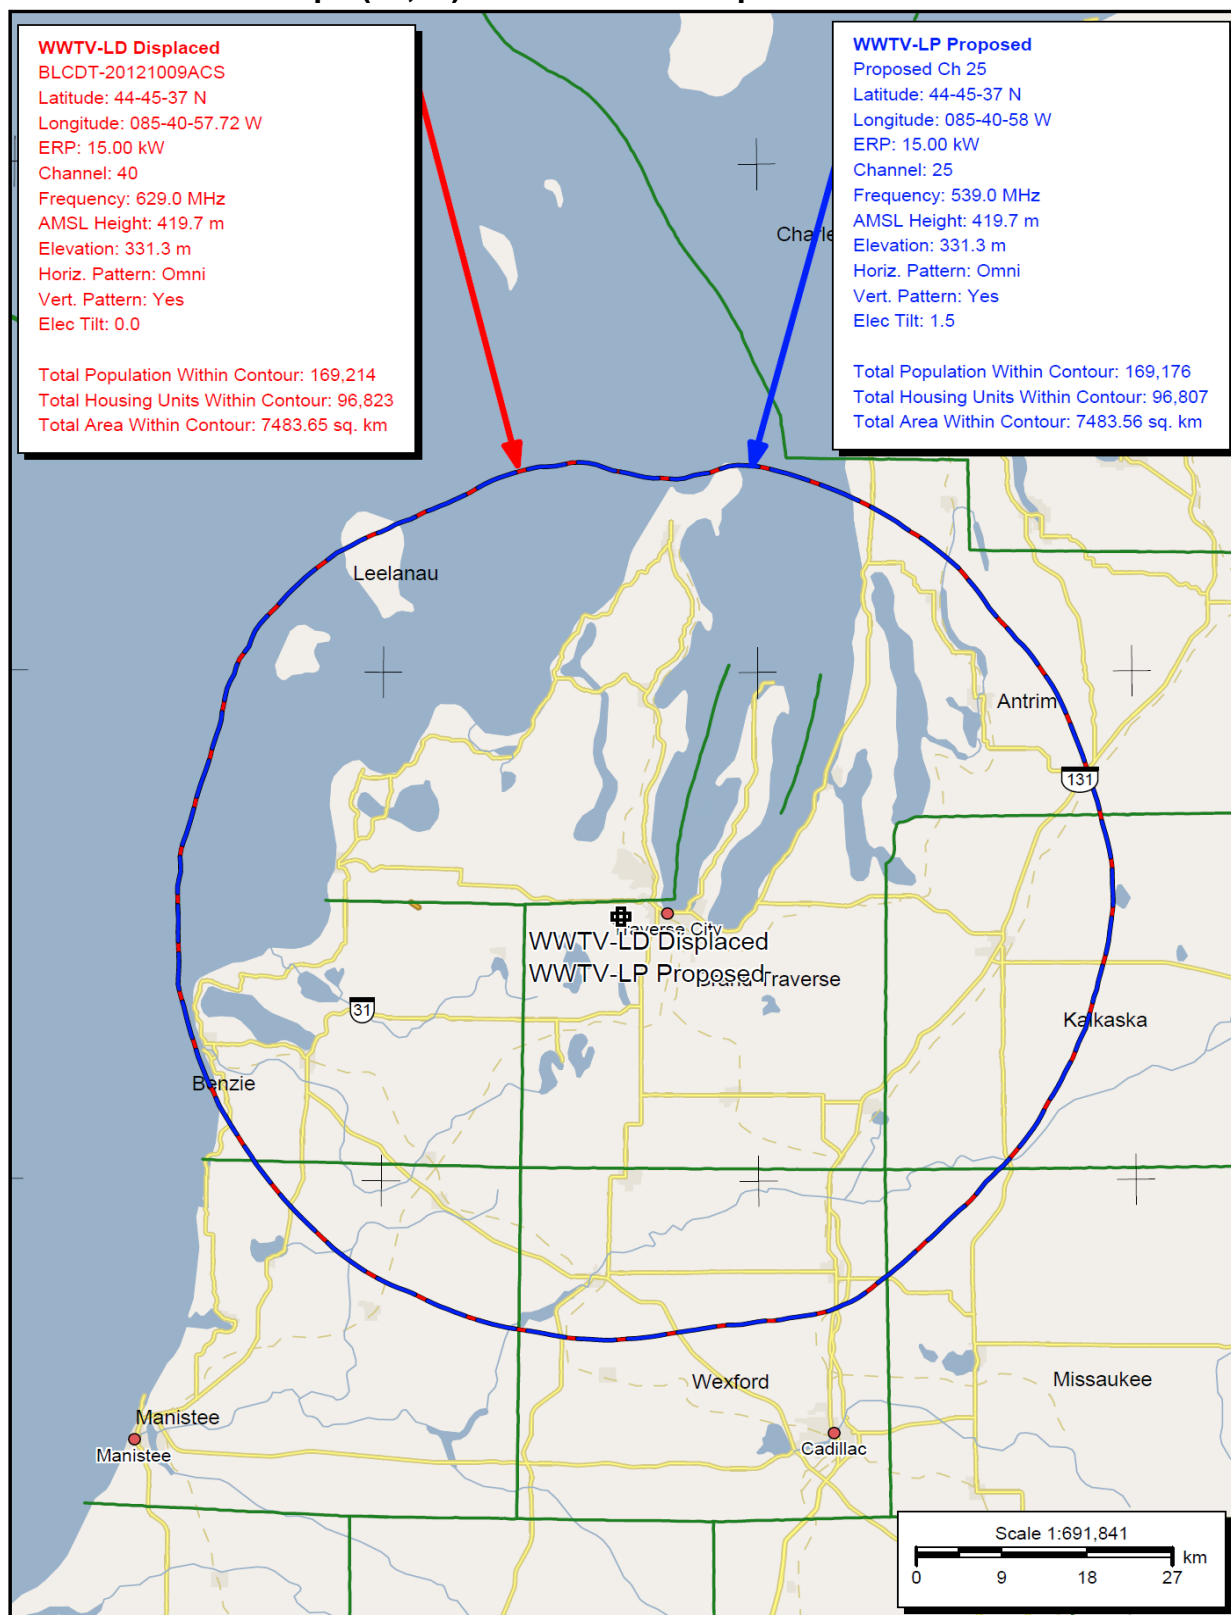 WWTV-LD Displaced
BLCDT-20121009ACS
Latitude: 44-45-37 N
Longitude: 085-40-57.72 W
ERP: 15.00 kW
Channel: 40
Frequency: 629.0 MHz
AMSL Height: 419.7 m
Elevation: 331.3 m
Horiz. Pattern: Omni
Vert. Pattern: Yes
Elec Tilt: 0.0
Total Population Within Contour: 169,214
Total Housing Units Within Contour: 96,823
Total Area Within Contour: 7483.65 sq. km
WWTV-LP Proposed
Proposed Ch 25
Latitude: 44-45-37 N
Longitude: 085-40-58 W
ERP: 15.00 kW
Channel: 25
Frequency: 539.0 MHz
AMSL Height: 419.7 m
Elevation: 331.3 m
Horiz. Pattern: Omni
Vert. Pattern: Yes
Elec Tilt: 1.5
Total Population Within Contour: 169,176
Total Housing Units Within Contour: 96,807
Total Area Within Contour: 7483.56 sq. km
Charle
Leelanau
Antrim
131
Traverse City
WWTV-LD Displaced
WWTV-LP Proposed
Grand Traverse
31
Kalkaska
Benzie
Wexford
Missaukee
Manistee
Manistee
Cadillac
Scale 1:691,841
km
0 9 18 27